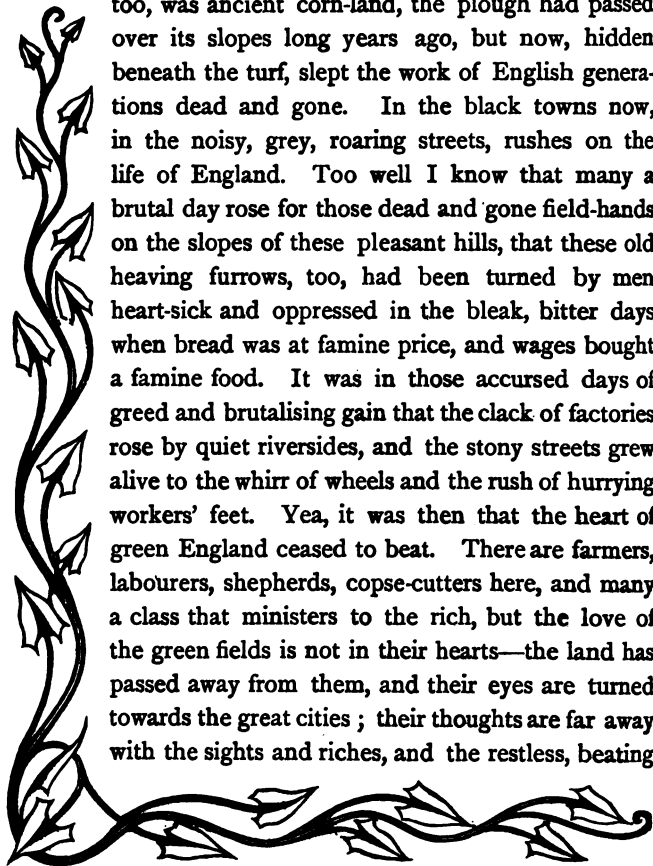 too, was ancient corn-land, the plough had passed
over its slopes long years ago, but now, hidden
beneath the turf, slept the work of English genera-
tions dead and gone. In the black towns now,
in the noisy, grey, roaring streets, rushes on the
life of England. Too well I know that many a
brutal day rose for those dead and gone field-hands
on the slopes of these pleasant hills, that these old
heaving furrows, too, had been turned by men
heart-sick and oppressed in the bleak, bitter days
when bread was at famine price, and wages bought
a famine food. It was in those accursed days of
greed and brutalising gain that the clack of factories
rose by quiet riversides, and the stony streets grew
alive to the whirr of wheels and the rush of hurrying
workers' feet. Yea, it was then that the heart of
green England ceased to beat. There are farmers,
labourers, shepherds, copse-cutters here, and many
a class that ministers to the rich, but the love of
the green fields is not in their hearts—the land has
passed away from them, and their eyes are turned
towards the great cities ; their thoughts are far away
with the sights and riches, and the restless, beating